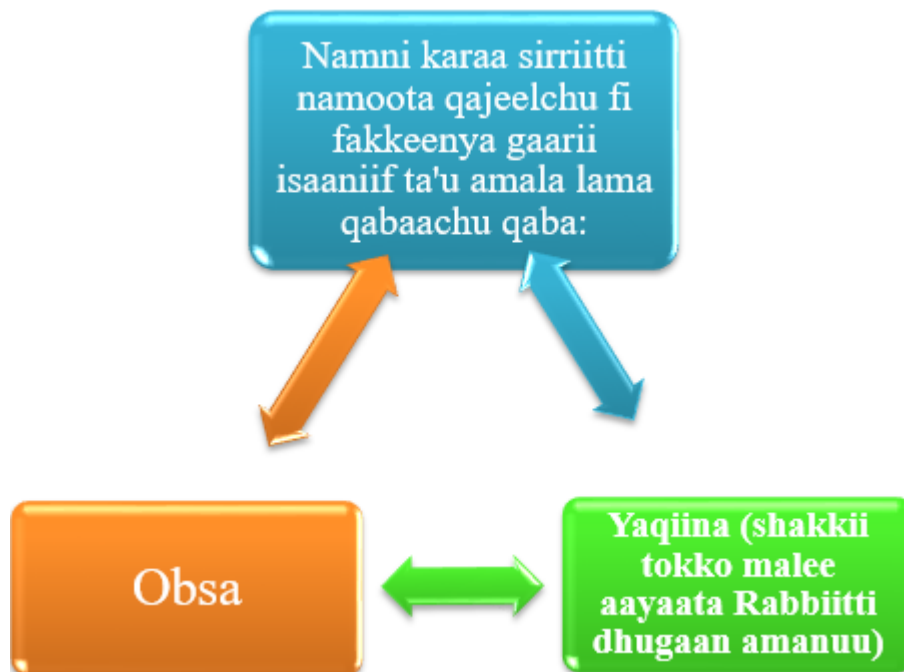 Namni karaa sirriitti
namoota qajeelchu fi
fakkeenya gaarii
isaaniif ta'u amala lama
qabaachu qaba:
Obsa
Yaqiina (shakkii
tokko malee
aayaata Rabbiitti
dhugaan amanuu)